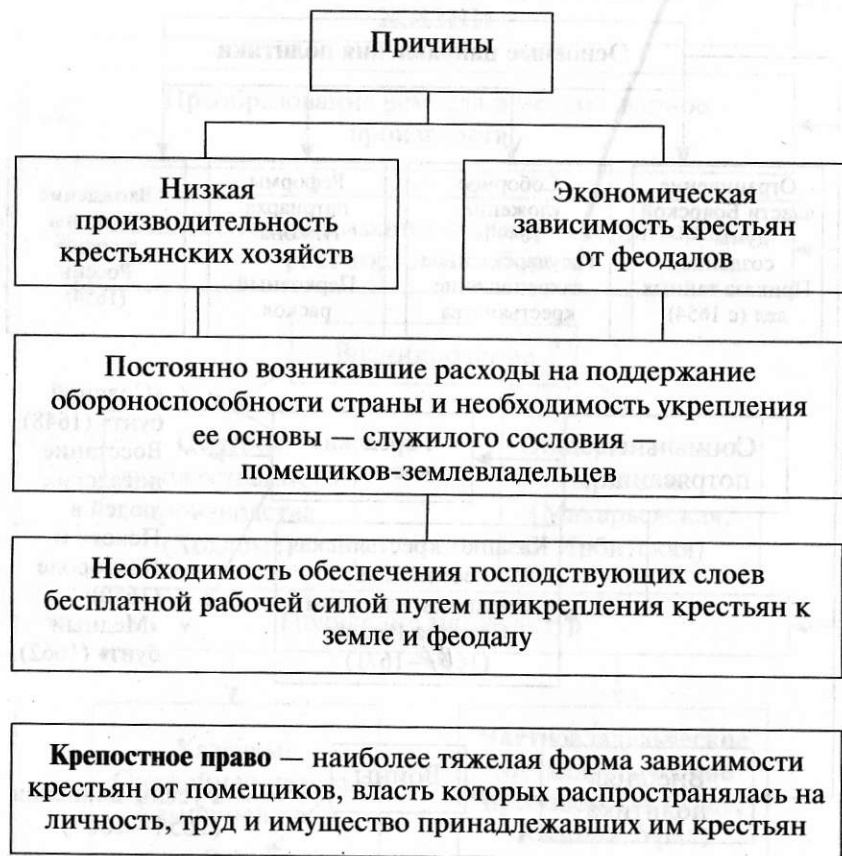 Причины
Низкая
производительность
крестьянских хозяйств
Экономическая
зависимость крестьян
от феодалов
Постоянно возникавшие расходы на поддержание
обороноспособности страны и необходимость укрепления
ее основы — служилого сословия —
помещиков-землевладельцев
Необходимость обеспечения господствующих слоев
бесплатной рабочей силой путем прикрепления крестьян к
земле и феодалу
Крепостное право — наиболее тяжелая форма зависимости
крестьян от помещиков, власть которых распространялась на
личность, труд и имущество принадлежавших им крестьян